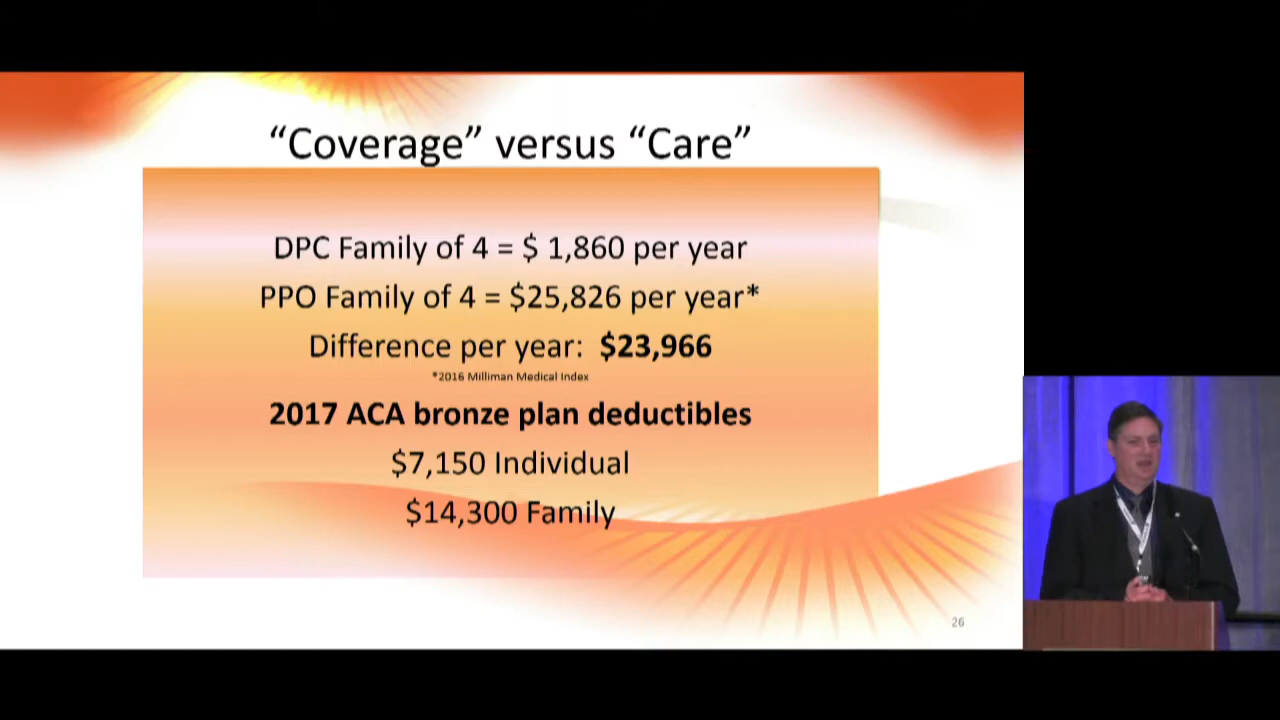 “Coverage” versus “Care”
DPC Family of 4 = $ 1,860 per year
PPO Family of 4 = $25,826 per year*
Difference per year: $23,966
*2016 Milliman Medical Index
2017 ACA bronze plan deductibles
$7,150 Individual
$14,300 Family
26